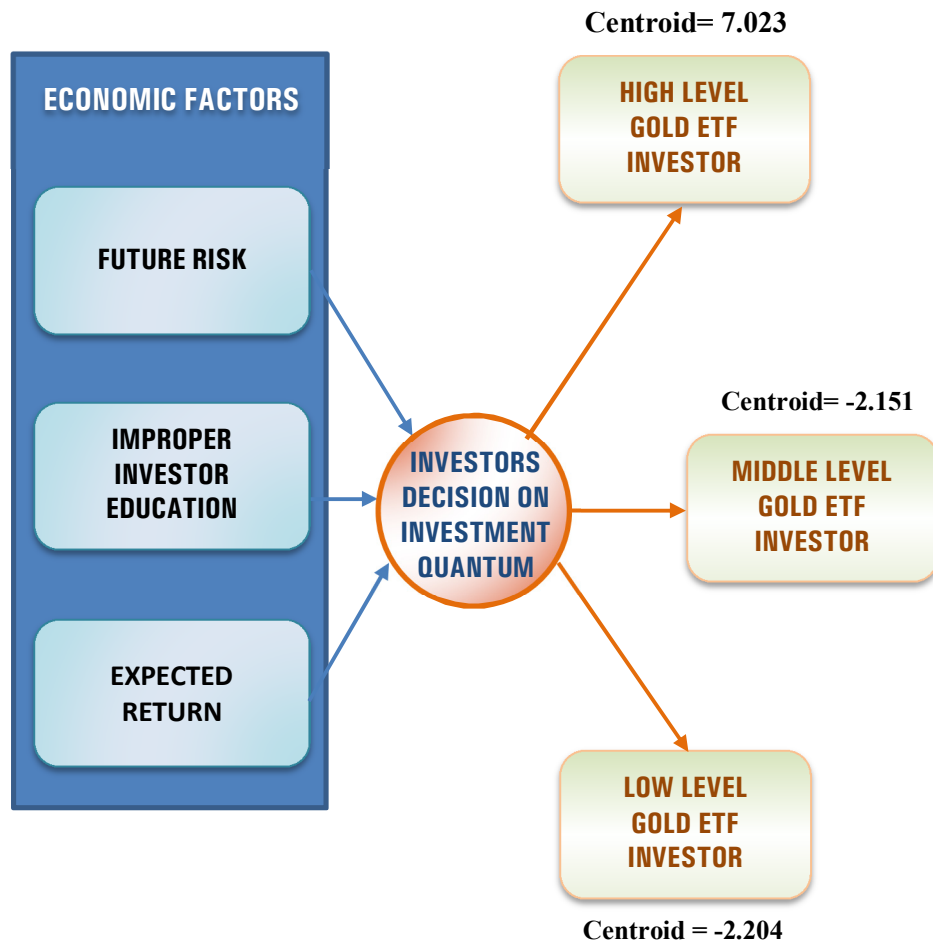 ECONOMIC FACTORS
FUTURE RISK
IMPROPER
INVESTOR
EDUCATION
EXPECTED
RETURN
INVESTORS
DECISION ON
INVESTMENT
QUANTUM
Centroid= 7.023
HIGH LEVEL
GOLD ETF
INVESTOR
Centroid= -2.151
MIDDLE LEVEL
GOLD ETF
INVESTOR
LOW LEVEL
GOLD ETF
INVESTOR
Centroid = -2.204